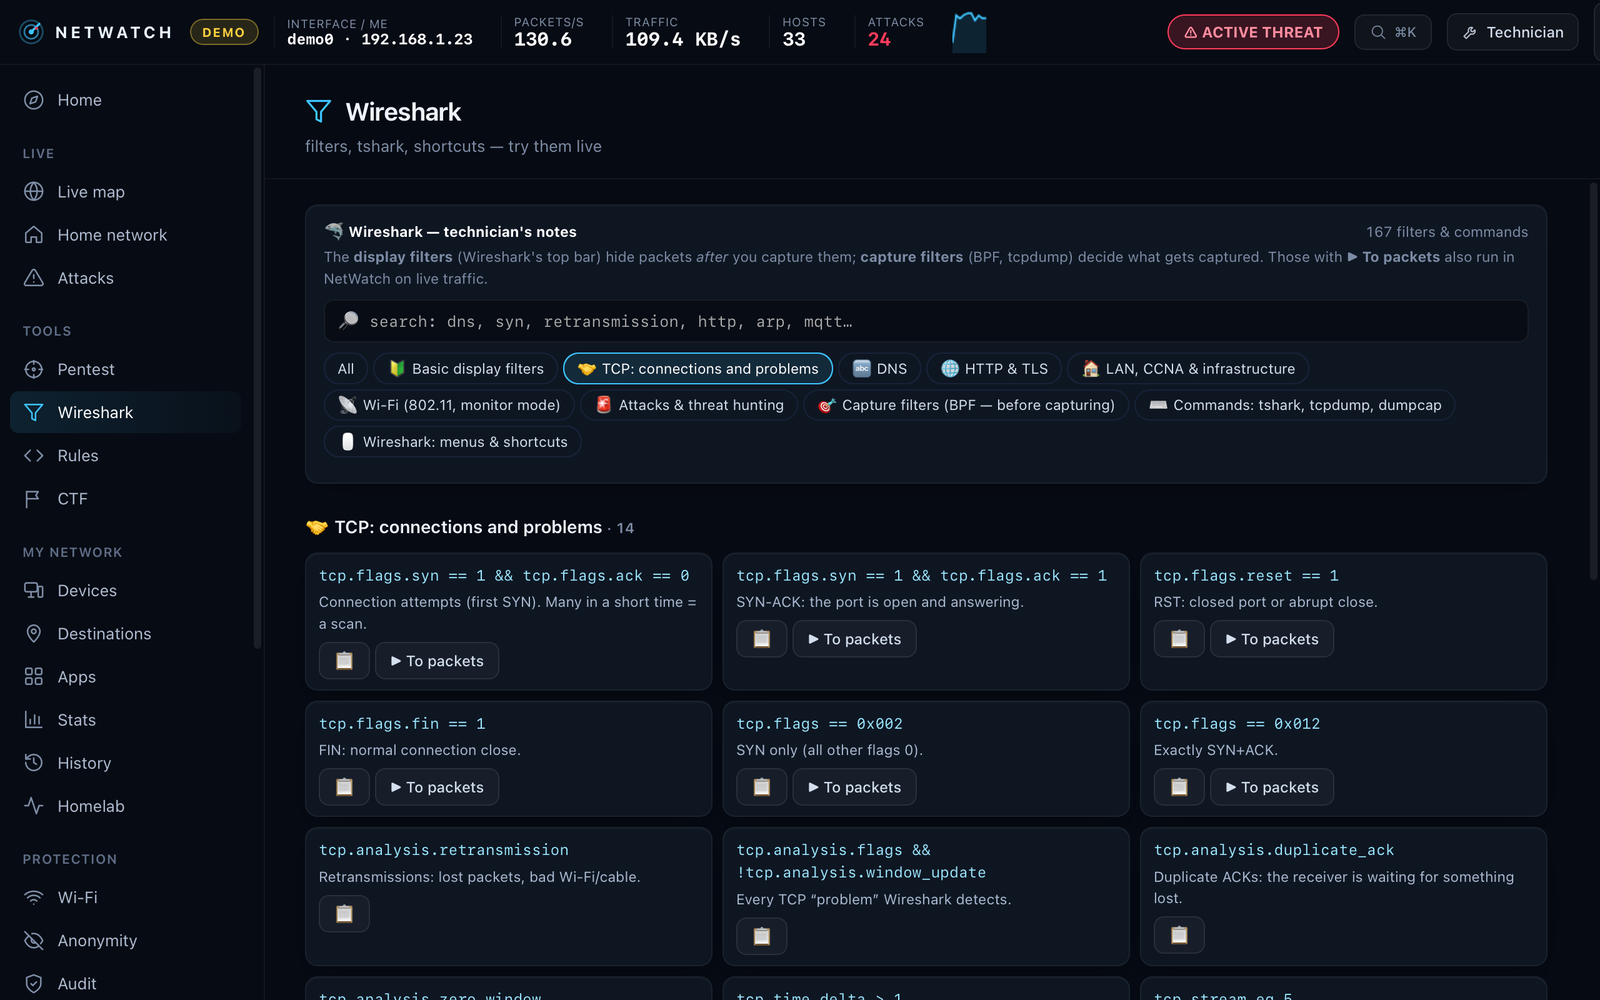 NETWATCH
DEMO
INTERFACE / ME
demo0 · 192.168.1.23
PACKETS/S
130.6
TRAFFIC
109.4 KB/s
HOSTS
33
ATTACKS
24
ACTIVE THREAT
⌘K
Technician
Home
LIVE
Live map
Home network
Attacks
TOOLS
Pentest
Wireshark
Rules
CTF
MY NETWORK
Devices
Destinations
Apps
Stats
History
Homelab
PROTECTION
Wi-Fi
Anonymity
Audit
Wireshark
filters, tshark, shortcuts — try them live
Wireshark — technician's notes
167 filters & commands
The display filters (Wireshark's top bar) hide packets after you capture them; capture filters (BPF, tcpdump) decide what gets captured. Those with ▶ To packets also run in
NetWatch on live traffic.
search: dns, syn, retransmission, http, arp, mqtt…
All
Basic display filters
TCP: connections and problems
DNS
HTTP & TLS
LAN, CCNA & infrastructure
Wi-Fi (802.11, monitor mode)
Attacks & threat hunting
Capture filters (BPF — before capturing)
Commands: tshark, tcpdump, dumpcap
Wireshark: menus & shortcuts
TCP: connections and problems · 14
tcp.flags.syn == 1 && tcp.flags.ack == 0
Connection attempts (first SYN). Many in a short time =
a scan.
▶ To packets
tcp.flags.syn == 1 && tcp.flags.ack == 1
SYN-ACK: the port is open and answering.
▶ To packets
tcp.flags.reset == 1
RST: closed port or abrupt close.
▶ To packets
tcp.flags.fin == 1
FIN: normal connection close.
▶ To packets
tcp.flags == 0x002
SYN only (all other flags 0).
▶ To packets
tcp.flags == 0x012
Exactly SYN+ACK.
▶ To packets
tcp.analysis.retransmission
Retransmissions: lost packets, bad Wi-Fi/cable.
tcp.analysis.flags &&
!tcp.analysis.window_update
Every TCP “problem” Wireshark detects.
tcp.analysis.duplicate_ack
Duplicate ACKs: the receiver is waiting for something
lost.
tcp.analysis.zero_window
tcp.time_delta > 1
tcp.stream eq 5